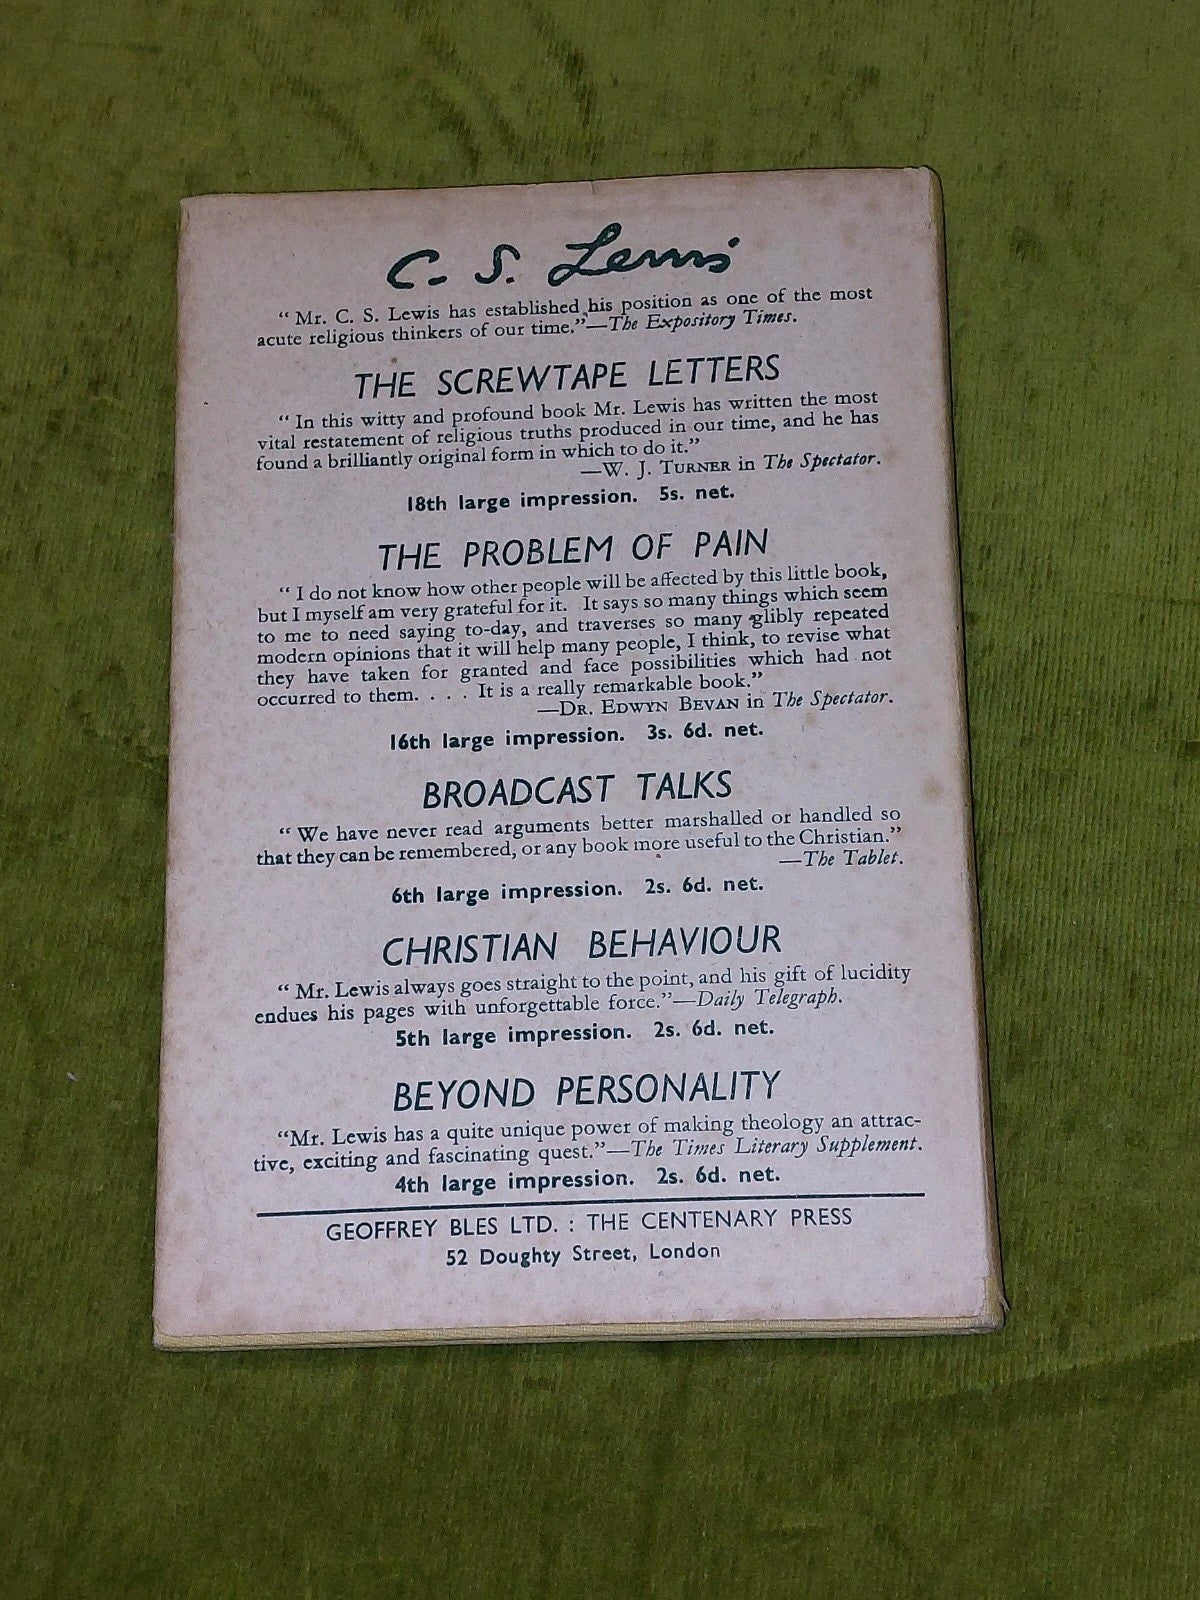 C. S. Lewis
“ Mr. C. S. Lewis has established his position as one of the most
acute religious thinkers of our time.”—The Expository Times.
THE SCREWTAPE LETTERS
“ In this witty and profound book Mr. Lewis has written the most
vital restatement of religious truths produced in our time, and he has
found a brilliantly original form in which to do it.”
—W. J. TURNER in The Spectator.
18th large impression. 5s. net.
THE PROBLEM OF PAIN
“ I do not know how other people will be affected by this little book,
but I myself am very grateful for it. It says so many things which seem
to me to need saying to-day, and traverses so many glibly repeated
modern opinions that it will help many people, I think, to revise what
they have taken for granted and face possibilities which had not
occurred to them. . . . It is a really remarkable book.”
—DR. EDWYN BEVAN in The Spectator.
16th large impression. 3s. 6d. net.
BROADCAST TALKS
“ We have never read arguments better marshalled or handled so
that they can be remembered, or any book more useful to the Christian.”
—The Tablet.
6th large impression. 2s. 6d. net.
CHRISTIAN BEHAVIOUR
“ Mr. Lewis always goes straight to the point, and his gift of lucidity
endues his pages with unforgettable force.”—Daily Telegraph.
5th large impression. 2s. 6d. net.
BEYOND PERSONALITY
“Mr. Lewis has a quite unique power of making theology an attrac-
tive, exciting and fascinating quest.”—The Times Literary Supplement.
4th large impression. 2s. 6d. net.
GEOFFREY BLES LTD. : THE CENTENARY PRESS
52 Doughty Street, London